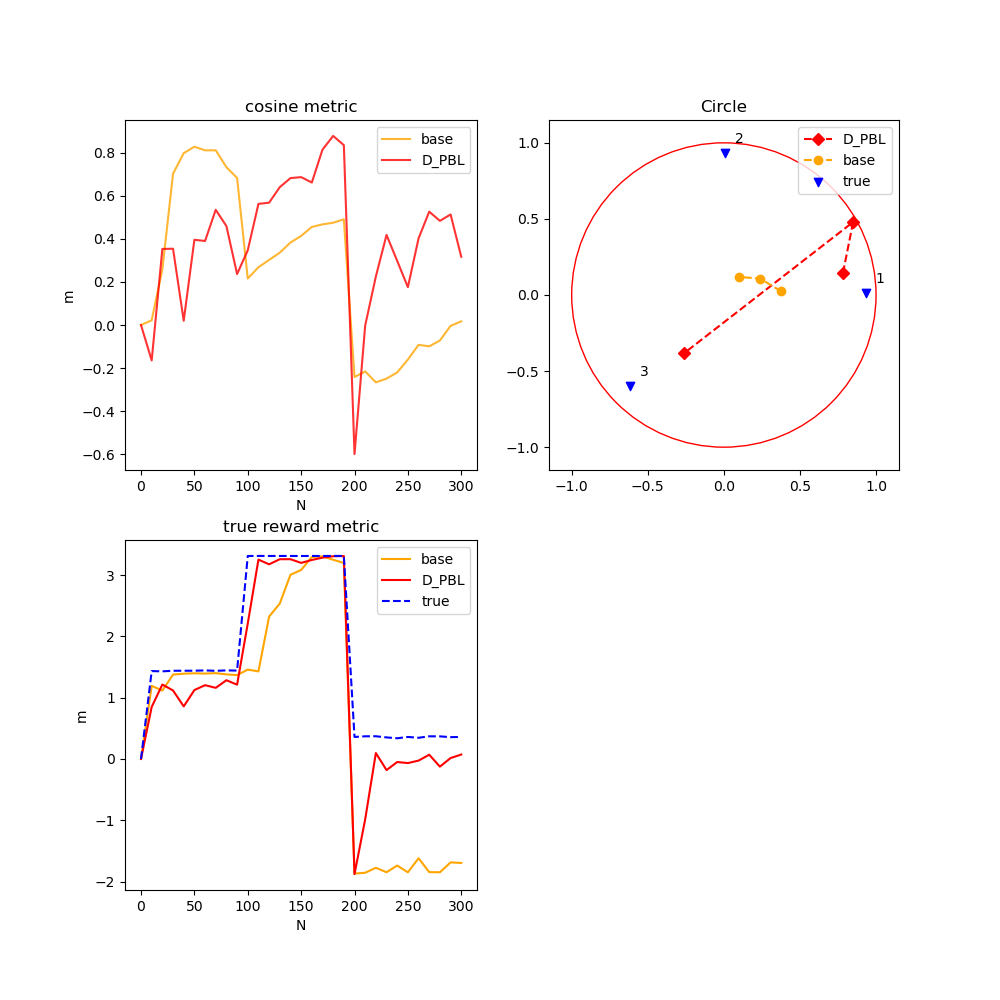 cosine metric
base
D_PBL
0.8
0.6
0.4
0.2
0.0
−0.2
−0.4
−0.6
m
0 50 100 150 200 250 300
N
Circle
D_PBL
base
true
1.0
0.5
0.0
−0.5
−1.0
2
1
3
−1.0 −0.5 0.0 0.5 1.0
true reward metric
base
D_PBL
true
3
2
1
0
−1
−2
m
0 50 100 150 200 250 300
N